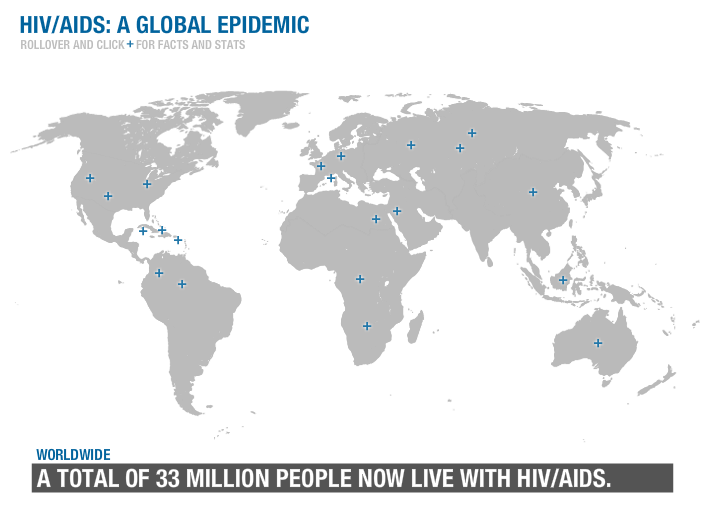 HIV/AIDS: A GLOBAL EPIDEMIC
ROLLOVER AND CLICK + FOR FACTS AND STATS
WORLDWIDE
A TOTAL OF 33 MILLION PEOPLE NOW LIVE WITH HIV/AIDS.